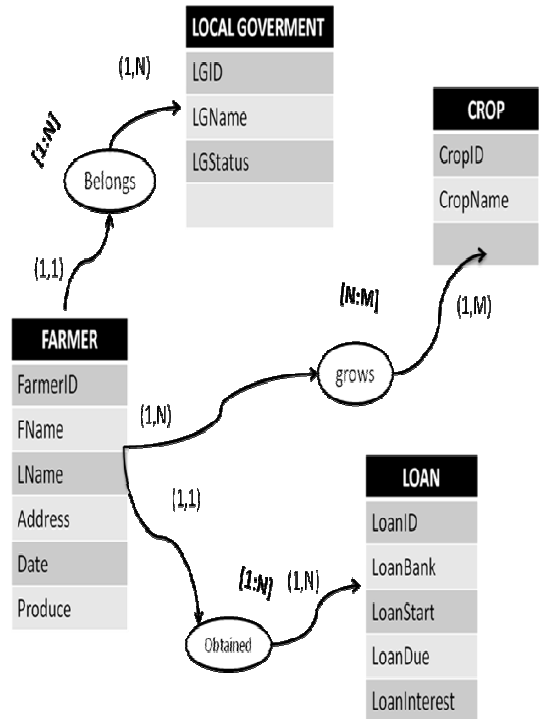 LOCAL GOVERMENT
LGID
LGName
LGStatus
(1,N)
[1:N]
Belongs
(1,1)
CROP
CropID
CropName
[N:M]
(1,M)
grows
FARMER
FarmerID
FName
LName
Address
Date
Produce
(1,N)
(1,1)
[1:N]
(1,N)
Obtained
LOAN
LoanID
LoanBank
LoanStart
LoanDue
LoanInterest